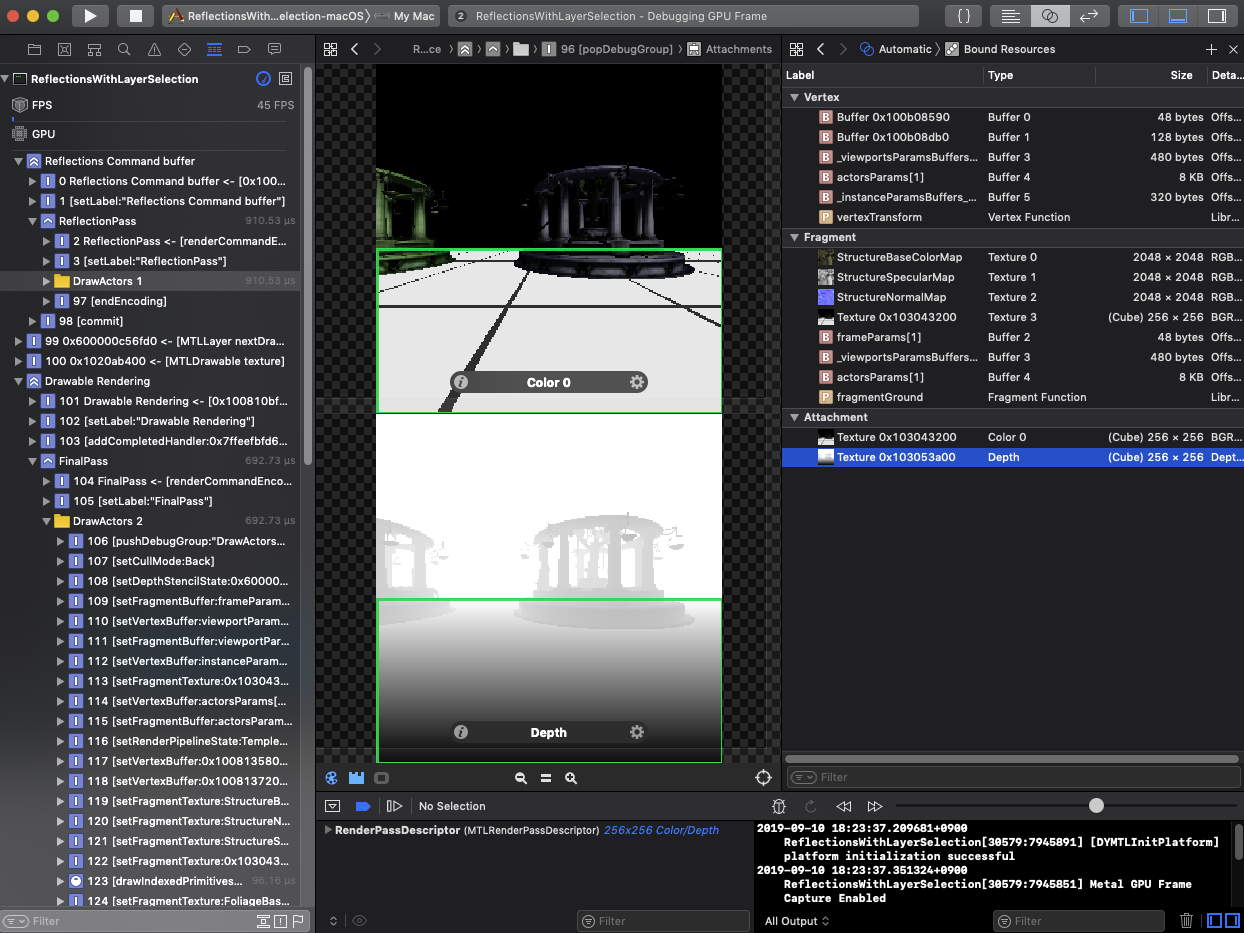 ReflectionsWith...election-macOS
My Mac
2
ReflectionsWithLayerSelection - Debugging GPU Frame
{}
ReflectionsWithLayerSelection
FPS
45 FPS
GPU
Reflections Command buffer
0 Reflections Command buffer <- [0x100...
1 [setLabel:"Reflections Command buffer"]
ReflectionPass
910.53 µs
2 ReflectionPass <- [renderCommandE...
3 [setLabel:"ReflectionPass"]
DrawActors 1
910.53 µs
97 [endEncoding]
98 [commit]
99 0x600000c56fd0 <- [MTLLayer nextDra...
100 0x1020ab400 <- [MTLDrawable texture]
Drawable Rendering
101 Drawable Rendering <- [0x100810bf...
102 [setLabel:"Drawable Rendering"]
103 [addCompletedHandler:0x7ffeefbfd6...
FinalPass
692.73 µs
104 FinalPass <- [renderCommandEnco...
105 [setLabel:"FinalPass"]
DrawActors 2
692.73 µs
106 [pushDebugGroup:"DrawActors...
107 [setCullMode:Back]
108 [setDepthStencilState:0x60000...
109 [setFragmentBuffer:frameParam...
110 [setVertexBuffer:viewportParam...
111 [setFragmentBuffer:viewportPar...
112 [setVertexBuffer:instanceParam...
113 [setFragmentTexture:0x103043...
114 [setVertexBuffer:actorsParams[...
115 [setFragmentBuffer:actorsParam...
116 [setRenderPipelineState:Temple...
117 [setVertexBuffer:0x100813580...
118 [setVertexBuffer:0x100813720...
119 [setFragmentTexture:StructureB...
120 [setFragmentTexture:StructureN...
121 [setFragmentTexture:StructureS...
122 [setFragmentTexture:0x103043...
123 [drawIndexedPrimitives...
96.16 µs
124 [setFragmentTexture:FoliageBas...
Filter
R...ce
96 [popDebugGroup]
Attachments
Color 0
Depth
No Selection
RenderPassDescriptor (MTLRenderPassDescriptor) 256x256 Color/Depth
Filter
Automatic
Bound Resources
Label Type Size Deta...
Vertex
Buffer 0x100b08590 Buffer 0 48 bytes Offs...
Buffer 0x100b08db0 Buffer 1 128 bytes Offs...
_viewportsParamsBuffers... Buffer 3 480 bytes Offs...
actorsParams[1] Buffer 4 8 KB Offs...
_instanceParamsBuffers_... Buffer 5 320 bytes Offs...
vertexTransform Vertex Function Libr...
Fragment
StructureBaseColorMap Texture 0 2048 × 2048 RGB...
StructureSpecularMap Texture 1 2048 × 2048 RGB...
StructureNormalMap Texture 2 2048 × 2048 RGB...
Texture 0x103043200 Texture 3 (Cube) 256 × 256 BGR...
frameParams[1] Buffer 2 48 bytes Offs...
_viewportsParamsBuffers... Buffer 3 480 bytes Offs...
actorsParams[1] Buffer 4 8 KB Offs...
fragmentGround Fragment Function Libr...
Attachment
Texture 0x103043200 Color 0 (Cube) 256 × 256 BGR...
Texture 0x103053a00 Depth (Cube) 256 × 256 Dept...
Filter
2019-09-10 18:23:37.209681+0900
ReflectionsWithLayerSelection[30579:7945891] [DYMTLInitPlatform]
platform initialization successful
2019-09-10 18:23:37.351324+0900
ReflectionsWithLayerSelection[30579:7945851] Metal GPU Frame
Capture Enabled
All Output
Filter